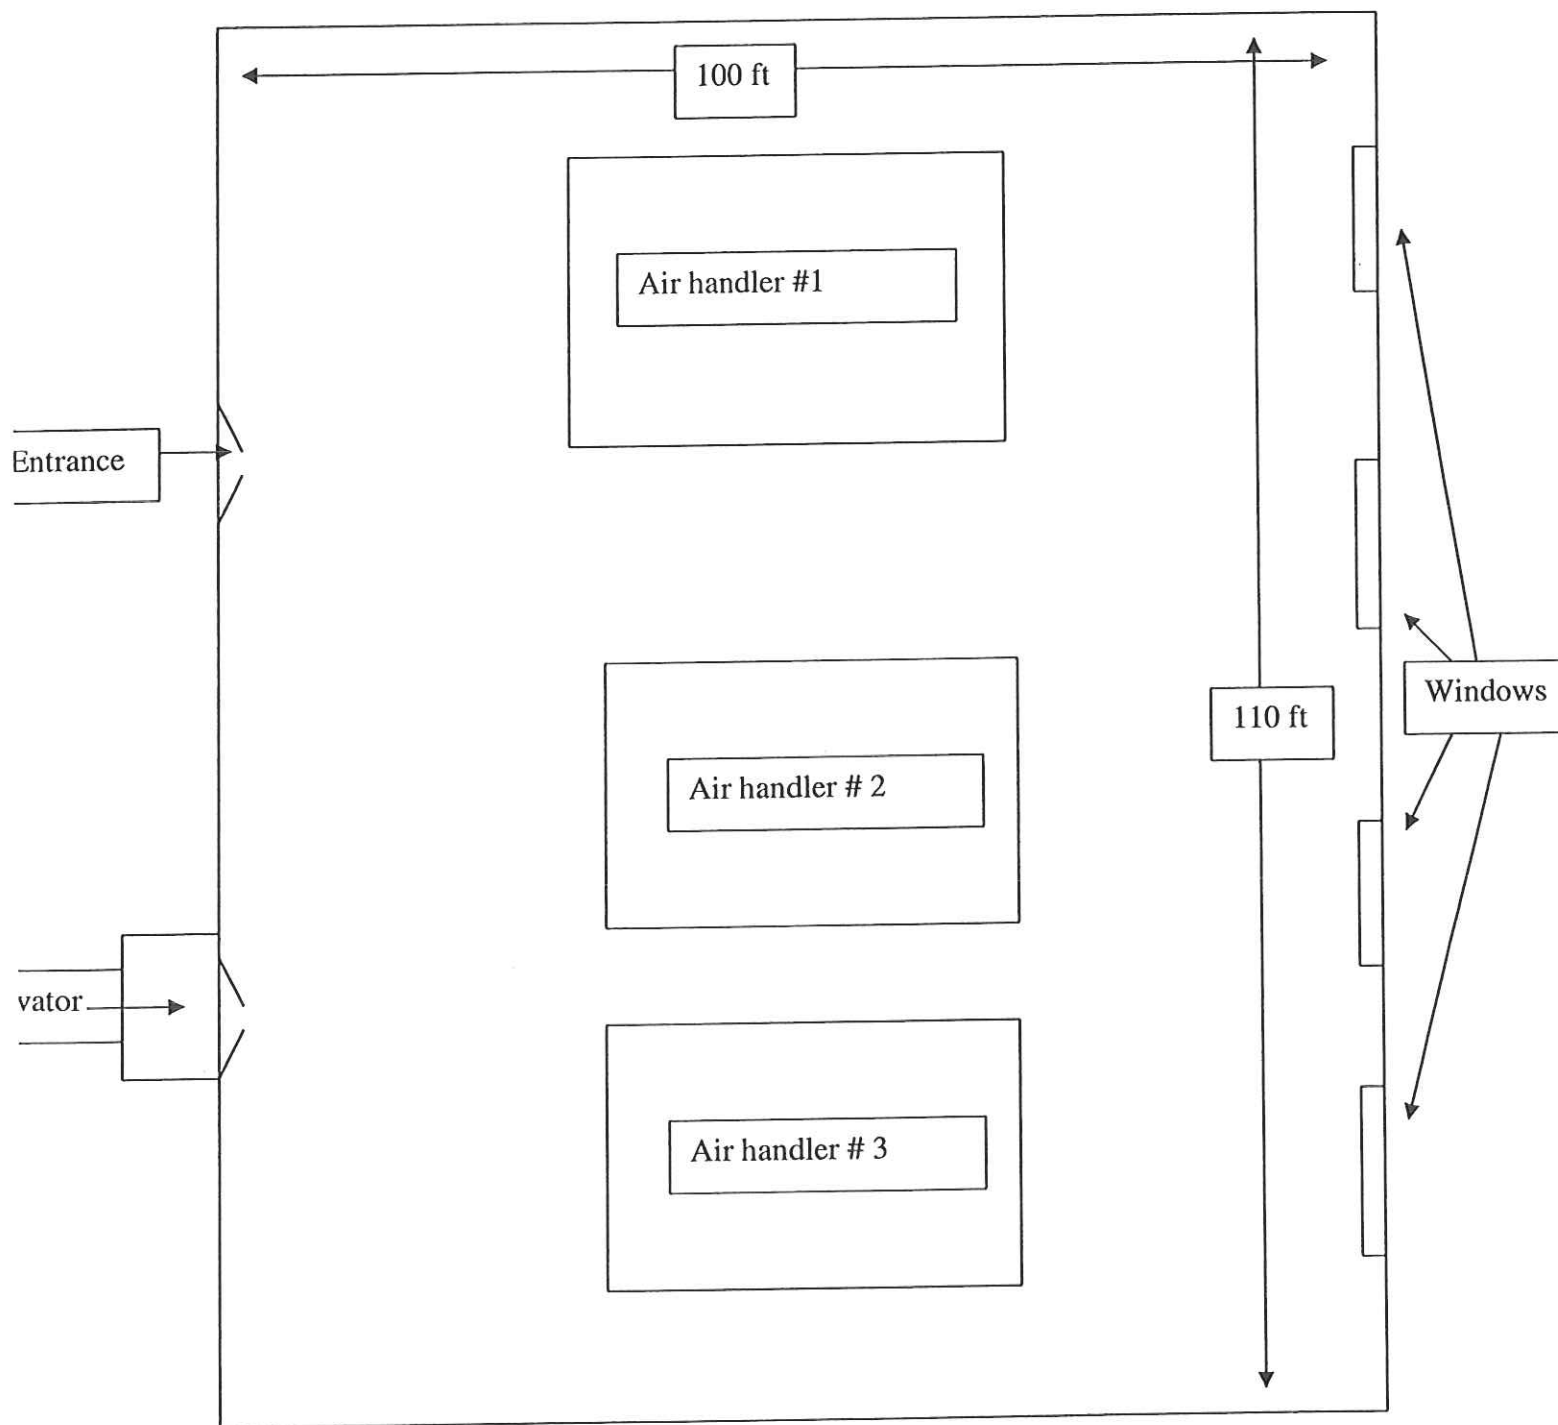 100 ft
Air handler #1
Entrance
Windows
110 ft
Air handler # 2
vator
Air handler # 3